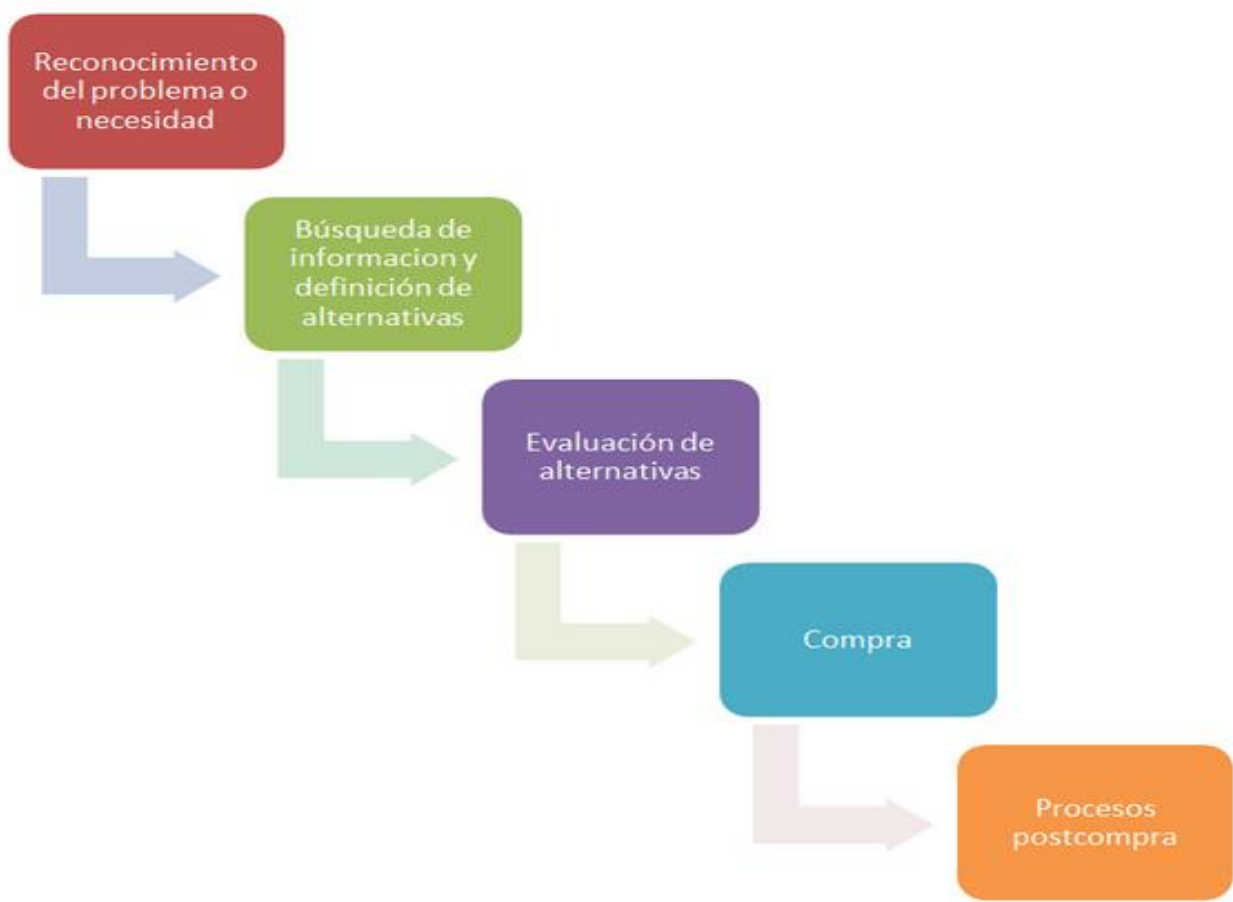 Reconocimiento
del problema o
necesidad
Búsqueda de
informacion y
definición de
alternativas
Evaluación de
alternativas
Compra
Procesos
postcompra